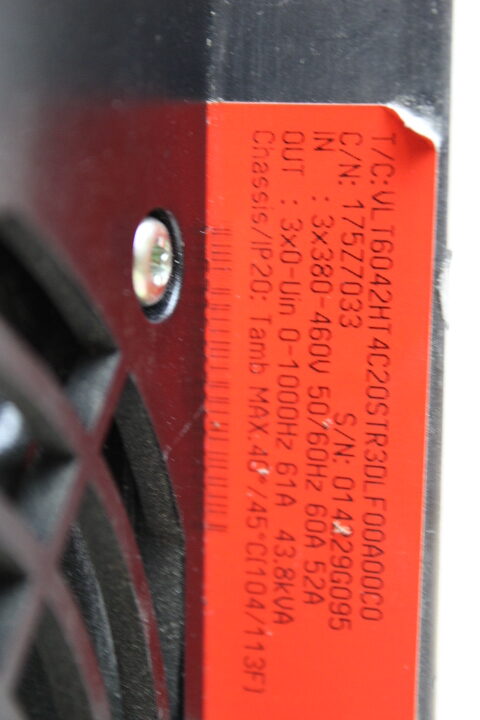 T/C:VLT6042HT4C20STR3DLF00A00C0
C/N: 175Z7033 S/N: 014129G095
IN : 3x380-460V 50/60Hz 60A 52A
OUT : 3x0-Uin 0-1000Hz 61A 43.8kVA
Chassis/IP20: Tamb MAX.40°/45°C(104/113F)